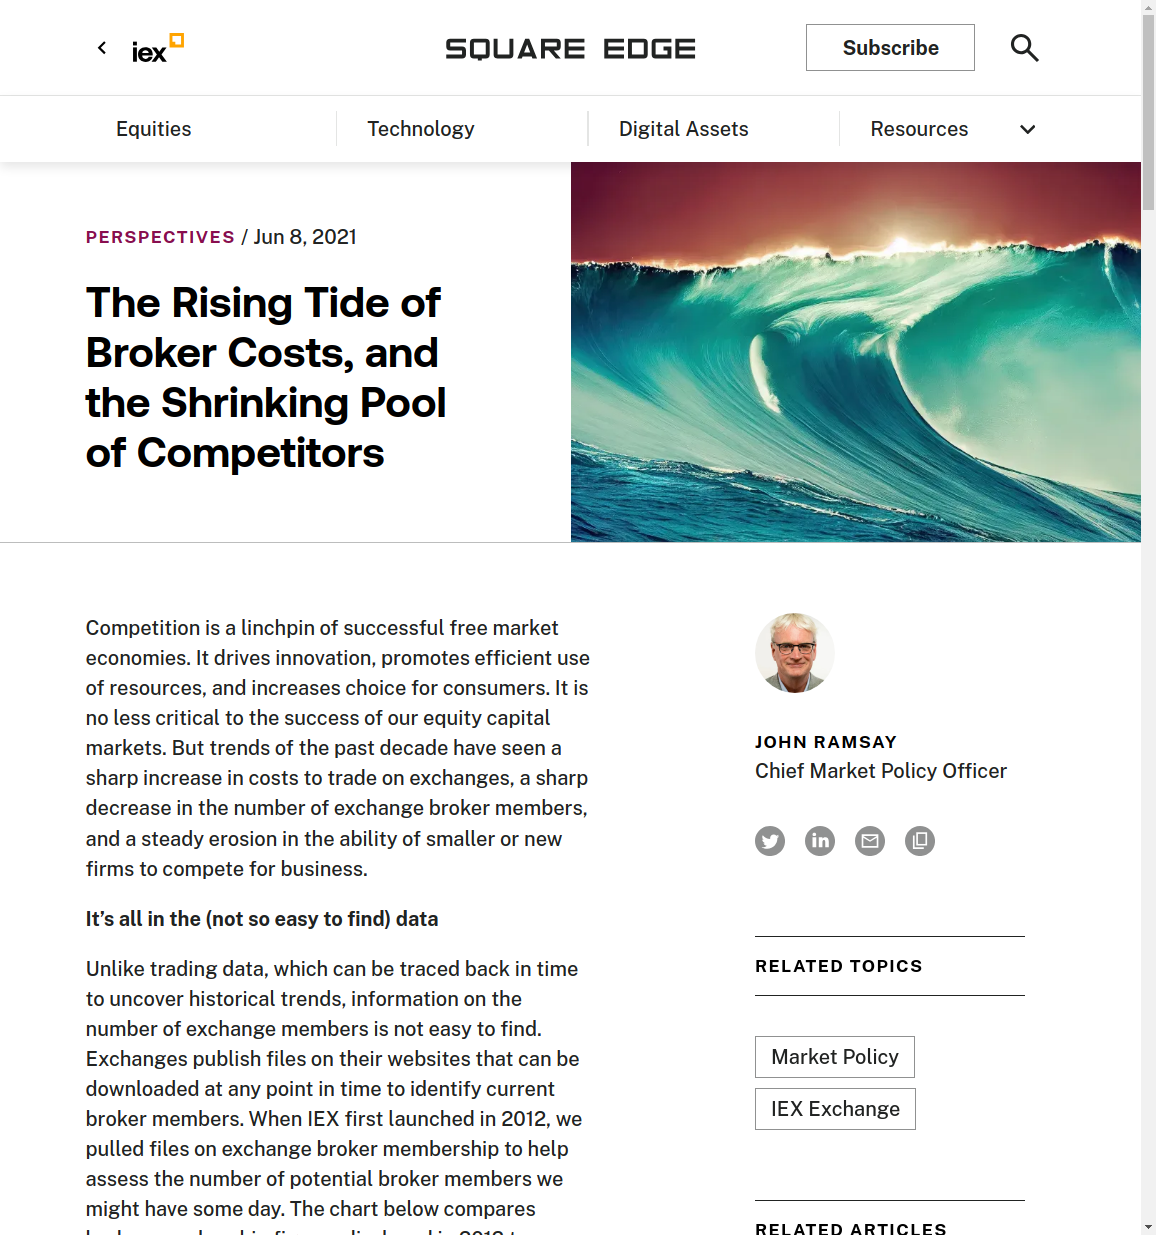 iex
SQUARE EDGE
Subscribe
Equities
Technology
Digital Assets
Resources
PERSPECTIVES / Jun 8, 2021
The Rising Tide of
Broker Costs, and
the Shrinking Pool
of Competitors
Competition is a linchpin of successful free market
economies. It drives innovation, promotes efficient use
of resources, and increases choice for consumers. It is
no less critical to the success of our equity capital
markets. But trends of the past decade have seen a
sharp increase in costs to trade on exchanges, a sharp
decrease in the number of exchange broker members,
and a steady erosion in the ability of smaller or new
firms to compete for business.
It’s all in the (not so easy to find) data
Unlike trading data, which can be traced back in time
to uncover historical trends, information on the
number of exchange members is not easy to find.
Exchanges publish files on their websites that can be
downloaded at any point in time to identify current
broker members. When IEX first launched in 2012, we
pulled files on exchange broker membership to help
assess the number of potential broker members we
might have some day. The chart below compares
JOHN RAMSAY
Chief Market Policy Officer
in
RELATED TOPICS
Market Policy
IEX Exchange
RELATED ARTICLES